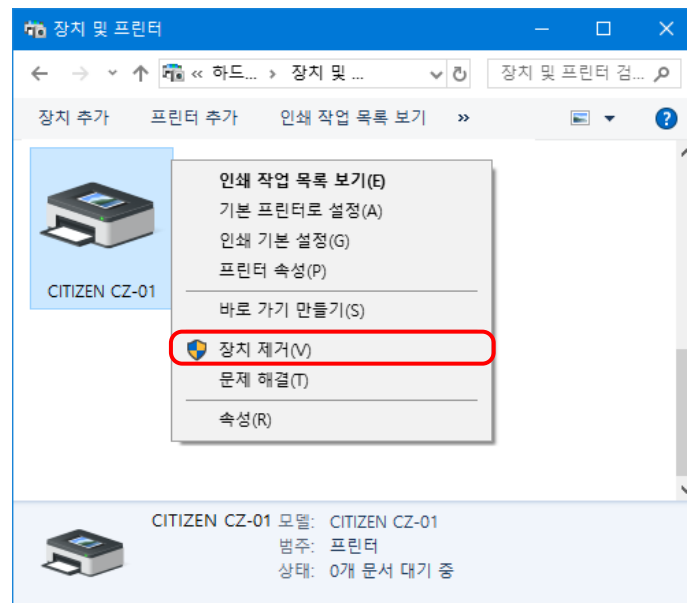 장치 및 프린터
« 하드... › 장치 및 ...
장치 및 프린터 검...
장치 추가 프린터 추가 인쇄 작업 목록 보기 »
인쇄 작업 목록 보기(E)
기본 프린터로 설정(A)
인쇄 기본 설정(G)
프린터 속성(P)
CITIZEN CZ-01
바로 가기 만들기(S)
장치 제거(V)
문제 해결(T)
속성(R)
CITIZEN CZ-01 모델: CITIZEN CZ-01
범주: 프린터
상태: 0개 문서 대기 중